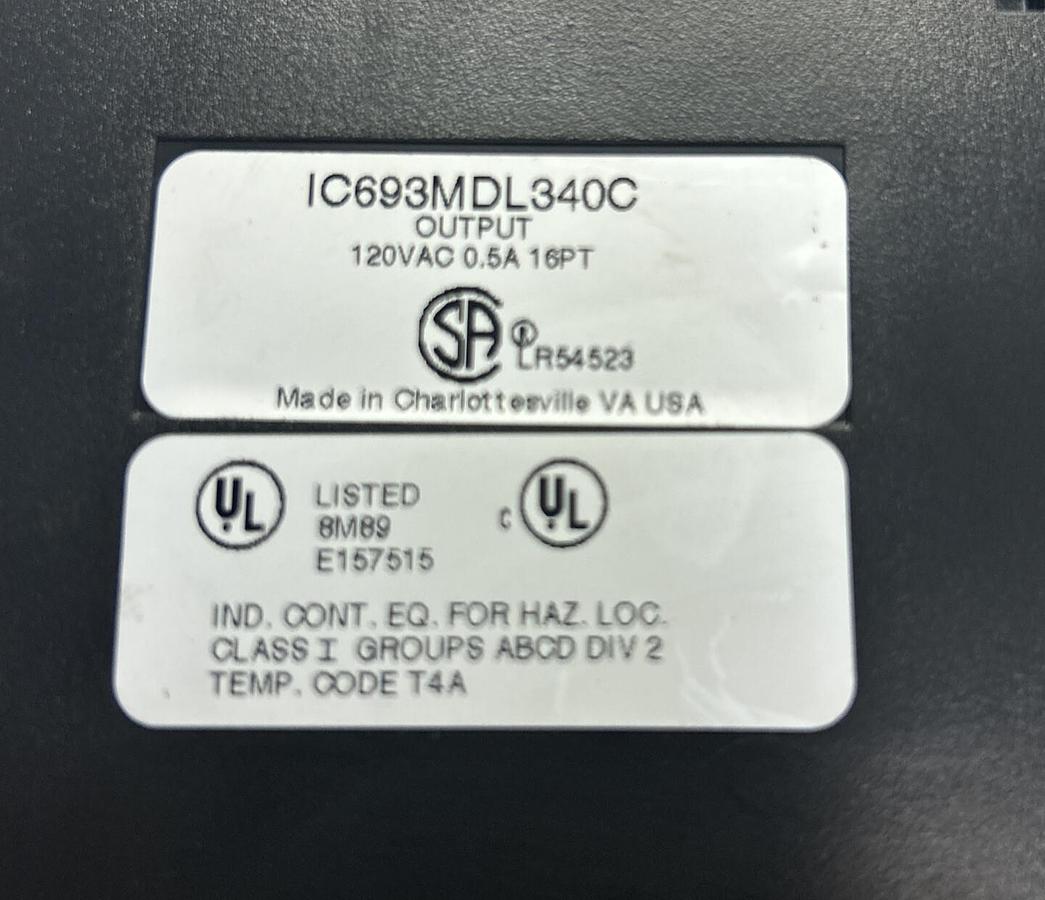 IC693MDL340C
OUTPUT
120VAC 0.5A 16PT
SA LR54523
Made in Charlottesville VA USA
UL LISTED
8M89
E157515
C UL
IND. CONT. EQ. FOR HAZ. LOC.
CLASS I GROUPS ABCD DIV 2
TEMP. CODE T4A